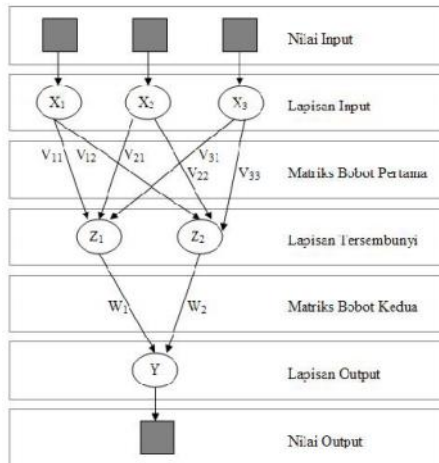 Nilai Input
X1 X2 X3 Lapisan Input
V11 V12 V21 V31 V22 V33 Matriks Bobot Pertama
Z1 Z2 Lapisan Tersembunyi
W1 W2 Matriks Bobot Kedua
Y Lapisan Output
Nilai Output